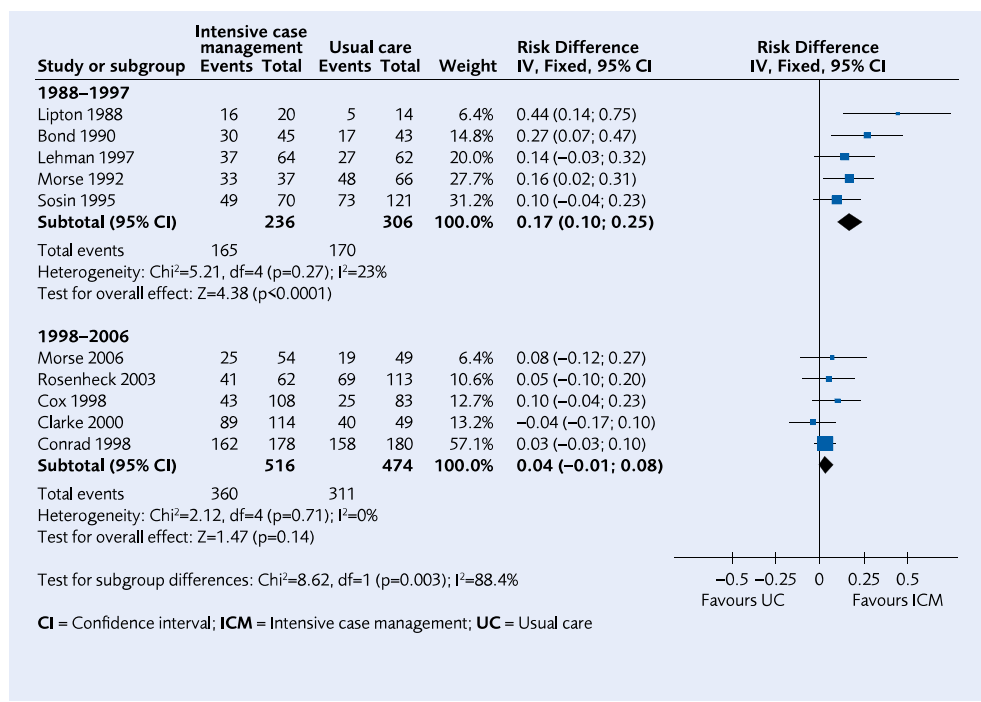 Intensive case
management Usual care Risk Difference Risk Difference
Study or subgroup Events Total Events Total Weight IV, Fixed, 95% CI IV, Fixed, 95% CI
1988–1997
Lipton 1988 16 20 5 14 6.4% 0.44 (0.14; 0.75)
Bond 1990 30 45 17 43 14.8% 0.27 (0.07; 0.47)
Lehman 1997 37 64 27 62 20.0% 0.14 (−0.03; 0.32)
Morse 1992 33 37 48 66 27.7% 0.16 (0.02; 0.31)
Sosin 1995 49 70 73 121 31.2% 0.10 (−0.04; 0.23)
Subtotal (95% CI) 236 306 100.0% 0.17 (0.10; 0.25)
Total events 165 170
Heterogeneity: Chi²=5.21, df=4 (p=0.27); I²=23%
Test for overall effect: Z=4.38 (p<0.0001)
1998–2006
Morse 2006 25 54 19 49 6.4% 0.08 (−0.12; 0.27)
Rosenheck 2003 41 62 69 113 10.6% 0.05 (−0.10; 0.20)
Cox 1998 43 108 25 83 12.7% 0.10 (−0.04; 0.23)
Clarke 2000 89 114 40 49 13.2% −0.04 (−0.17; 0.10)
Conrad 1998 162 178 158 180 57.1% 0.03 (−0.03; 0.10)
Subtotal (95% CI) 516 474 100.0% 0.04 (−0.01; 0.08)
Total events 360 311
Heterogeneity: Chi²=2.12, df=4 (p=0.71); I²=0%
Test for overall effect: Z=1.47 (p=0.14)
Test for subgroup differences: Chi²=8.62, df=1 (p=0.003); I²=88.4%
−0.5 −0.25 0 0.25 0.5
Favours UC Favours ICM
CI = Confidence interval; ICM = Intensive case management; UC = Usual care